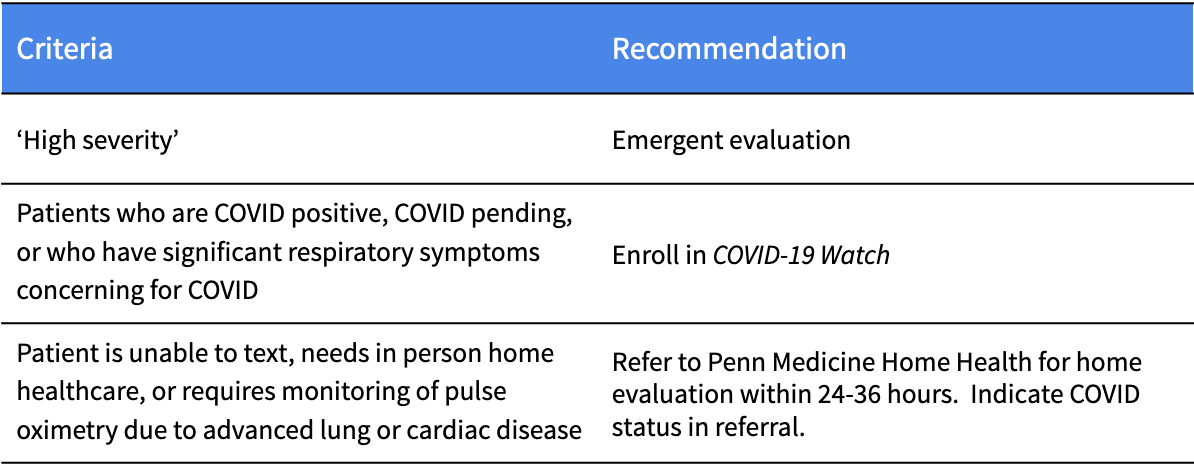 Criteria
Recommendation
‘High severity’
Emergent evaluation
Patients who are COVID positive, COVID pending,
or who have significant respiratory symptoms
concerning for COVID
Enroll in COVID-19 Watch
Patient is unable to text, needs in person home
healthcare, or requires monitoring of pulse
oximetry due to advanced lung or cardiac disease
Refer to Penn Medicine Home Health for home
evaluation within 24-36 hours.  Indicate COVID
status in referral.